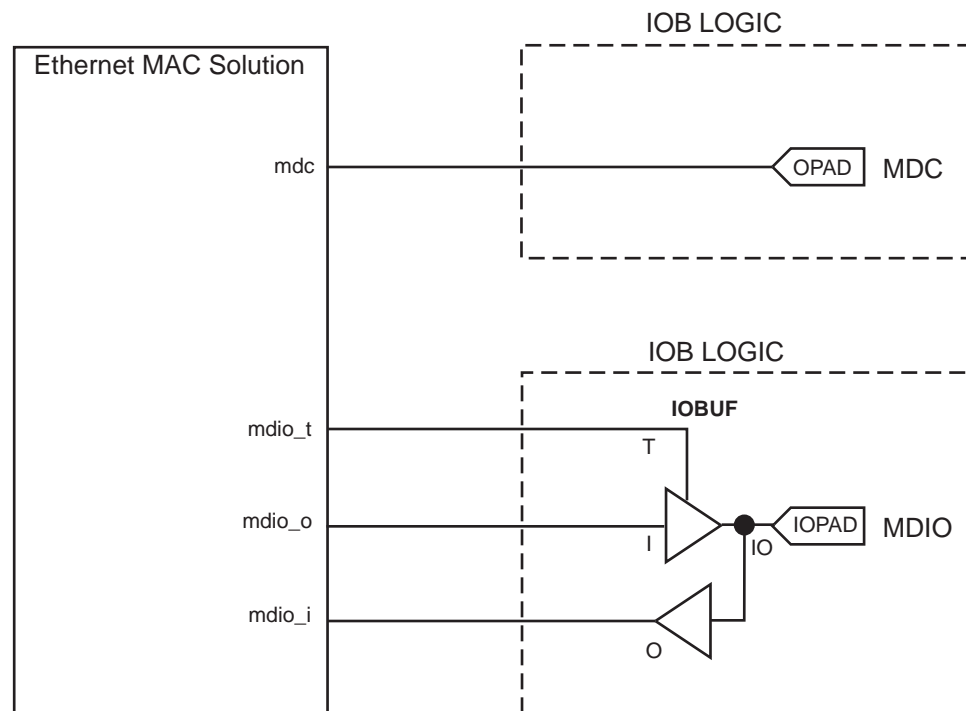 IOB LOGIC
Ethernet MAC Solution
mdc
OPAD
MDC
IOB LOGIC
IOBUF
mdio_t
T
mdio_o
I
IO
IOPAD
MDIO
mdio_i
O